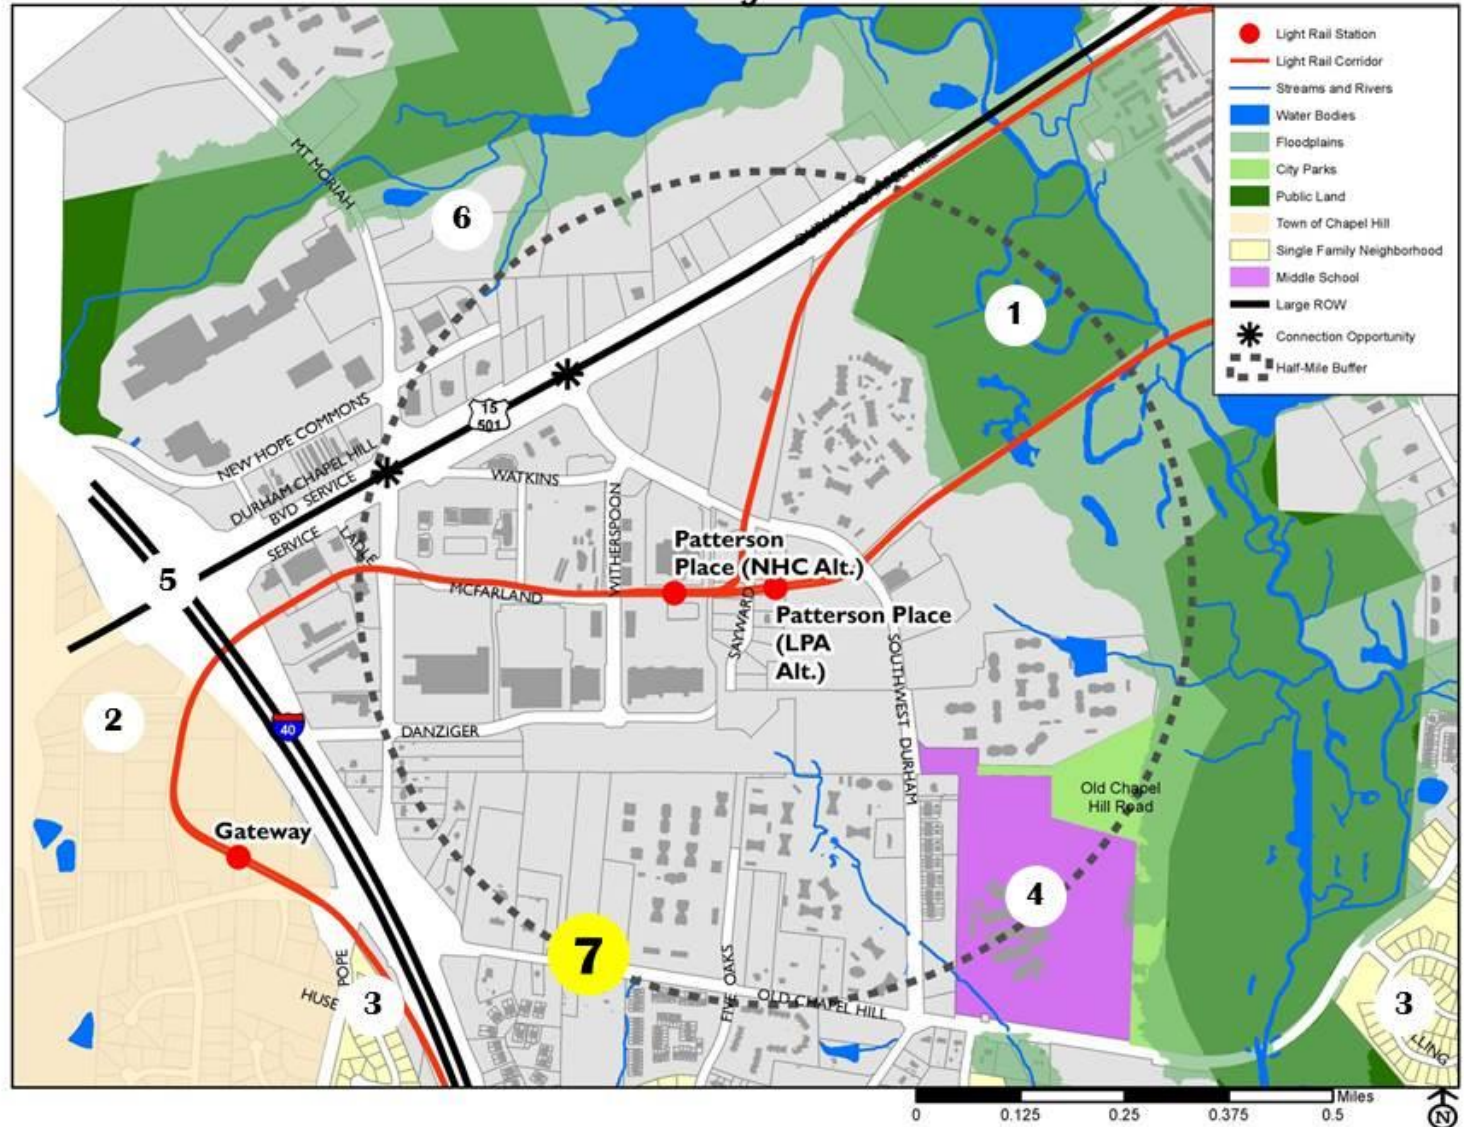 Light Rail Station
Light Rail Corridor
Streams and Rivers
Water Bodies
Floodplains
City Parks
Public Land
Town of Chapel Hill
Single Family Neighborhood
Middle School
Large ROW
Connection Opportunity
Half-Mile Buffer
MT MORIAH
6
1
NEW HOPE COMMONS
DURHAM CHAPEL HILL
BVD SERVICE
SERVICE
15
501
WATKINS
WITHERSPOON
5
MCFARLAND
Patterson
Place (NHC Alt.)
Patterson Place
(LPA
Alt.)
SAYWARD
SOUTHWEST DURHAM
2
40
DANZIGER
Gateway
Old Chapel
Hill Road
4
7
POPE
HUSE
3
FIVE OAKS
OLD CHAPEL HILL
3
LLING
Miles
0
0.125
0.25
0.375
0.5
N